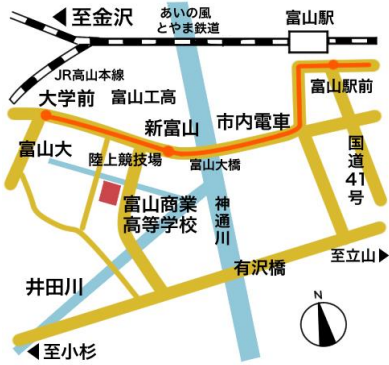 ◀至金沢
あいの風
とやま鉄道
富山駅
JR高山本線
大学前
富山工高
新富山
市内電車
富山駅前
富山大
陸上競技場
富山大橋
国道41号
富山商業
高等学校
神通川
至立山▶
有沢橋
井田川
N
◀至小杉